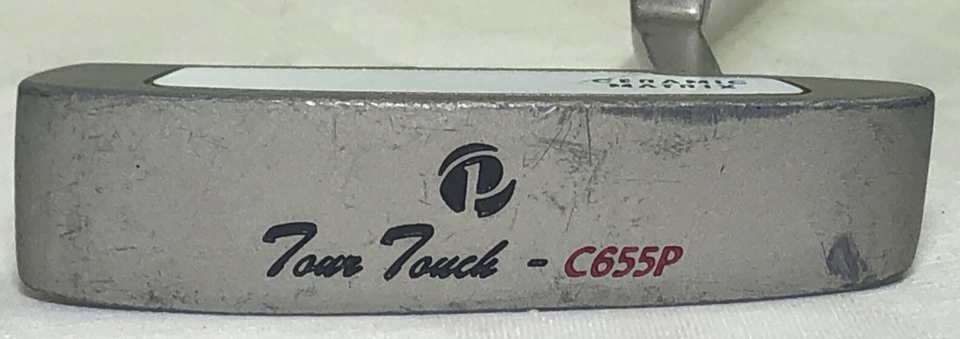 CERAMIC
MATRIX
P
Tour Touch - C655P